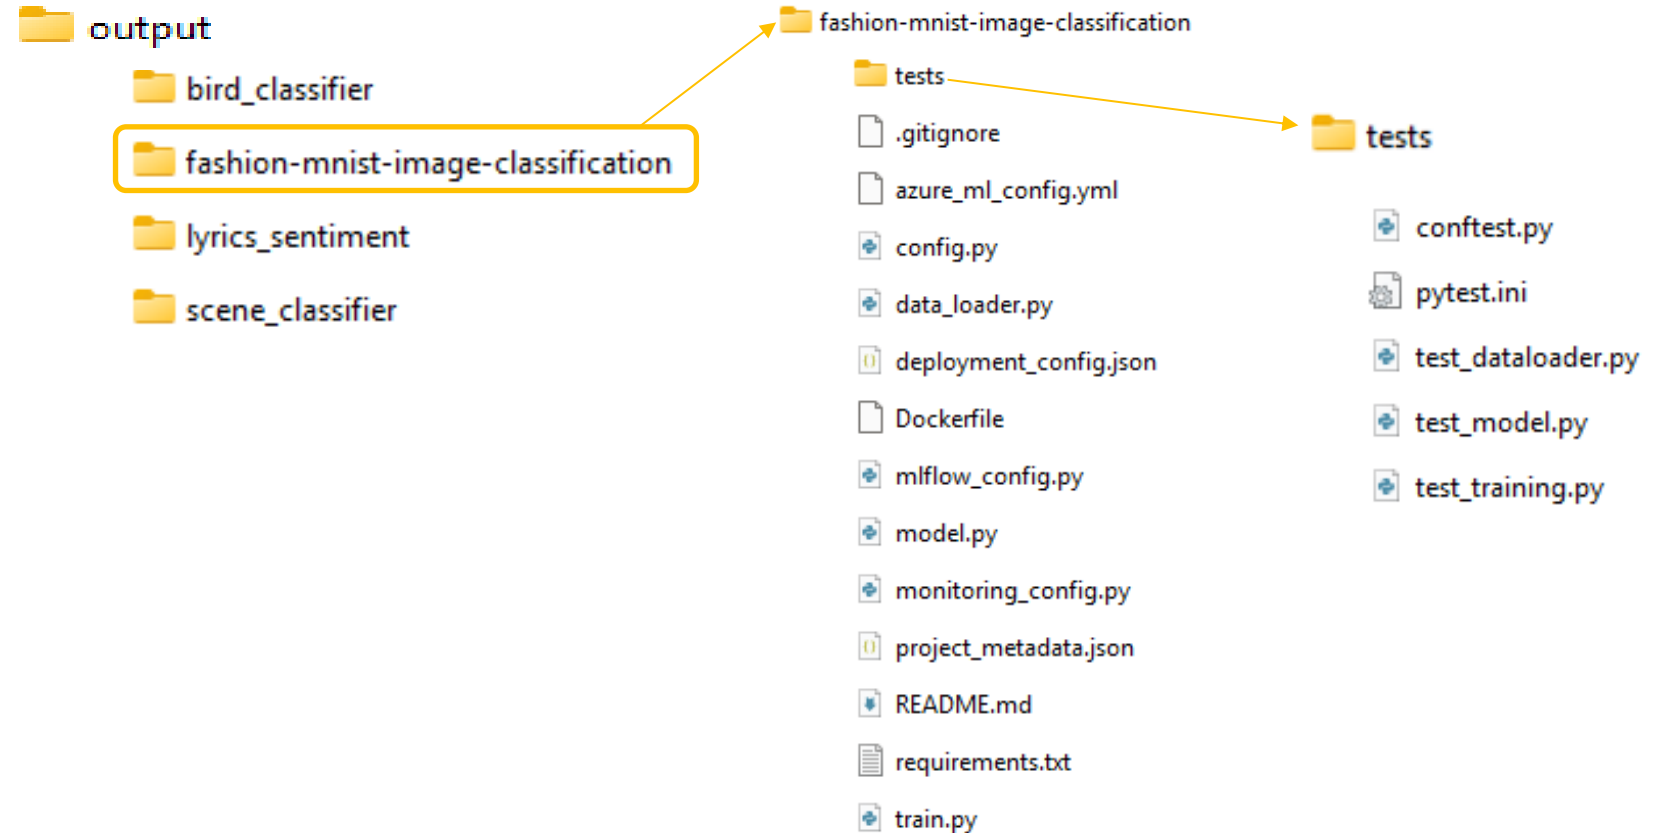 output
bird_classifier
fashion-mnist-image-classification
lyrics_sentiment
scene_classifier
fashion-mnist-image-classification
tests
.gitignore
azure_ml_config.yml
config.py
data_loader.py
deployment_config.json
Dockerfile
mlflow_config.py
model.py
monitoring_config.py
project_metadata.json
README.md
requirements.txt
train.py
tests
conftest.py
pytest.ini
test_dataloader.py
test_model.py
test_training.py